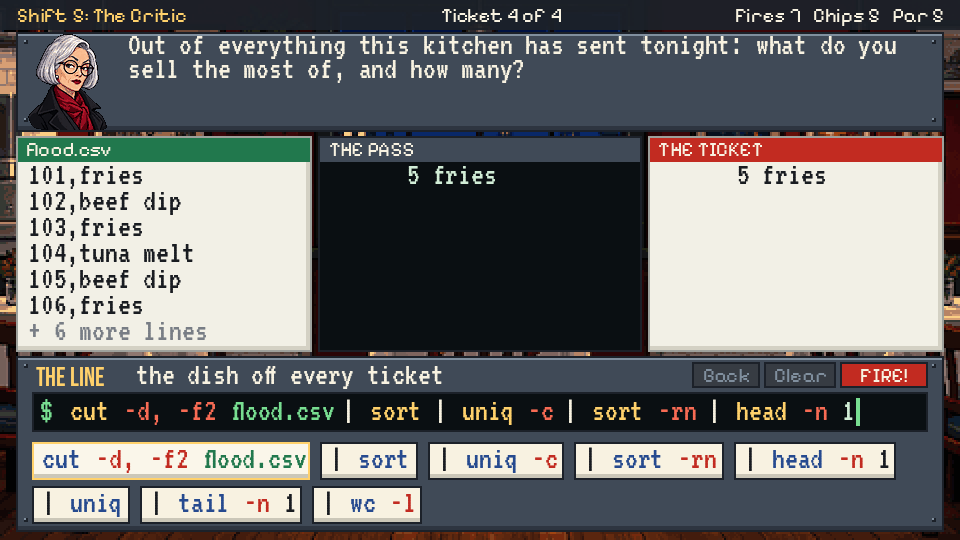 Shift 8: The Critic
Ticket 4 of 4
Fires 7 Chips 8 Par 8
Out of everything this kitchen has sent tonight: what do you
sell the most of, and how many?
flood.csv
101,fries
102,beef dip
103,fries
104,tuna melt
105,beef dip
106,fries
+ 6 more lines
THE PASS
5 fries
THE TICKET
5 fries
THE LINE
the dish off every ticket
Back
Clear
FIRE!
$ cut -d, -f2 flood.csv | sort | uniq -c | sort -rn | head -n 1
cut -d, -f2 flood.csv
| sort
| uniq -c
| sort -rn
| head -n 1
| uniq
| tail -n 1
| wc -l